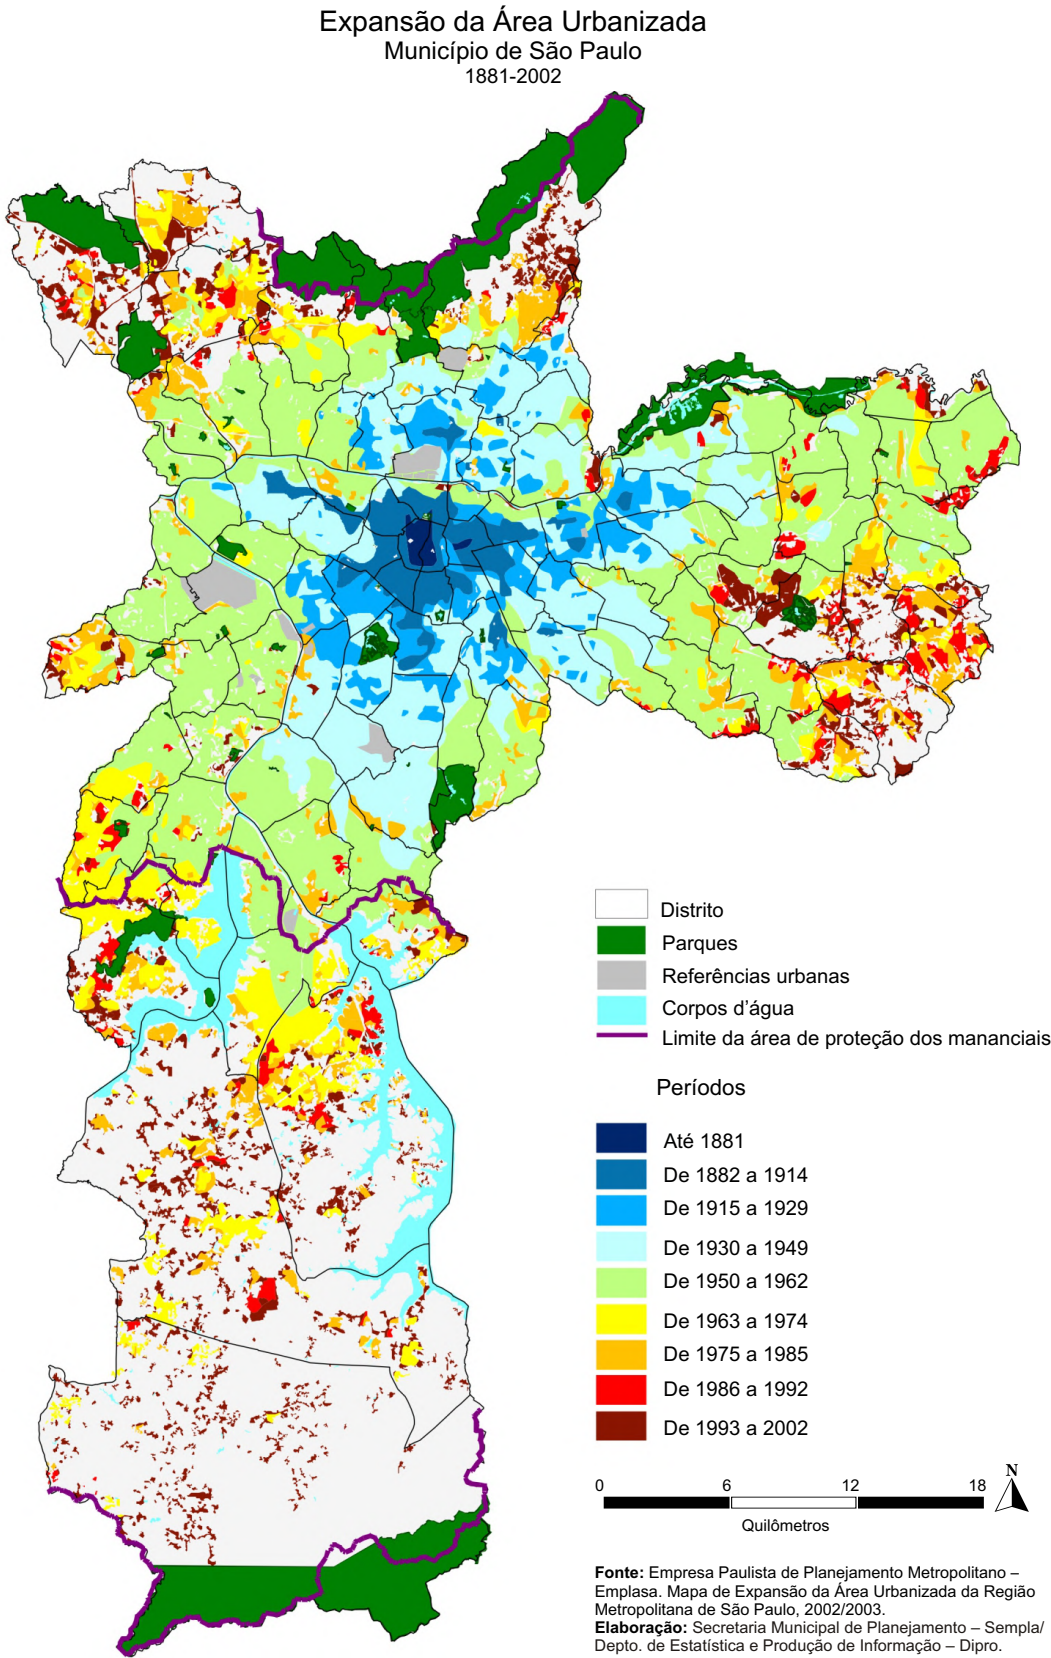 Expansão da Área Urbanizada
Município de São Paulo
1881-2002
Distrito
Parques
Referências urbanas
Corpos d'água
Limite da área de proteção dos mananciais
Períodos
Até 1881
De 1882 a 1914
De 1915 a 1929
De 1930 a 1949
De 1950 a 1962
De 1963 a 1974
De 1975 a 1985
De 1986 a 1992
De 1993 a 2002
0 6 12 18
N
Quilômetros
Fonte: Empresa Paulista de Planejamento Metropolitano –
Emplasa. Mapa de Expansão da Área Urbanizada da Região
Metropolitana de São Paulo, 2002/2003.
Elaboração: Secretaria Municipal de Planejamento – Sempla/
Depto. de Estatística e Produção de Informação – Dipro.